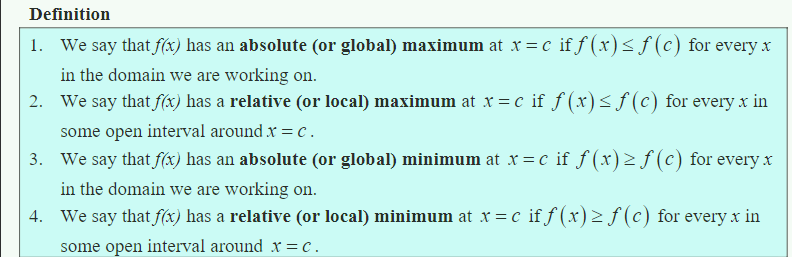 Definition
1. We say that f(x) has an absolute (or global) maximum at x = c if f(x) ≤ f(c) for every x
in the domain we are working on.
2. We say that f(x) has a relative (or local) maximum at x = c if f(x) ≤ f(c) for every x in
some open interval around x = c.
3. We say that f(x) has an absolute (or global) minimum at x = c if f(x) ≥ f(c) for every x
in the domain we are working on.
4. We say that f(x) has a relative (or local) minimum at x = c if f(x) ≥ f(c) for every x in
some open interval around x = c.